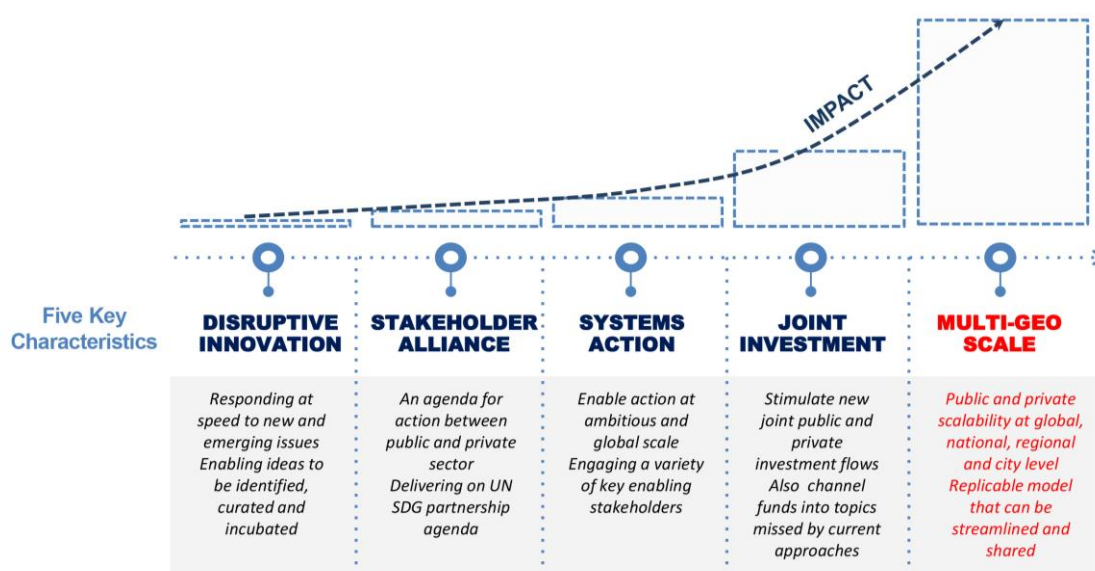 IMPACT
Five Key
Characteristics
DISRUPTIVE
INNOVATION
STAKEHOLDER
ALLIANCE
SYSTEMS
ACTION
JOINT
INVESTMENT
MULTI-GEO
SCALE
Responding at
speed to new and
emerging issues
Enabling ideas to
be identified,
curated and
incubated
An agenda for
action between
public and private
sector
Delivering on UN
SDG partnership
agenda
Enable action at
ambitious and
global scale
Engaging a variety
of key enabling
stakeholders
Stimulate new
joint public and
private
investment flows
Also channel
funds into topics
missed by current
approaches
Public and private
scalability at global,
national, regional
and city level
Replicable model
that can be
streamlined and
shared